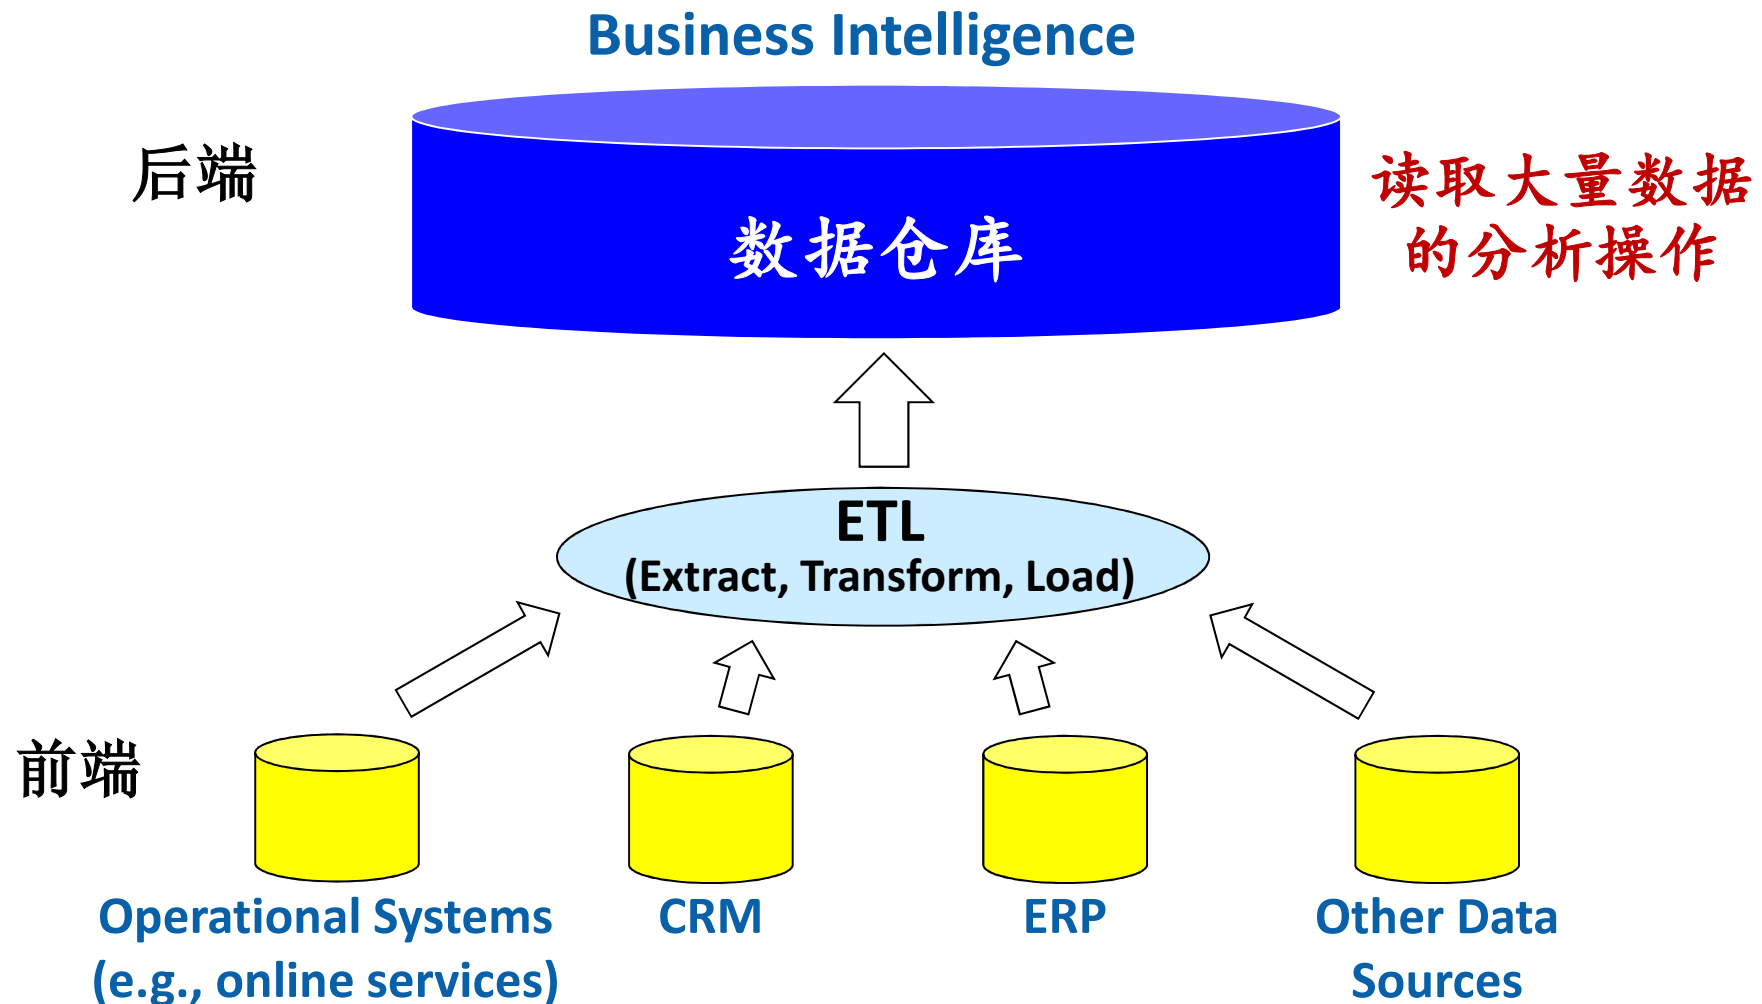 Business Intelligence
后端
数据仓库
读取大量数据
的分析操作
ETL
(Extract, Transform, Load)
前端
Operational Systems
(e.g., online services)
CRM
ERP
Other Data
Sources